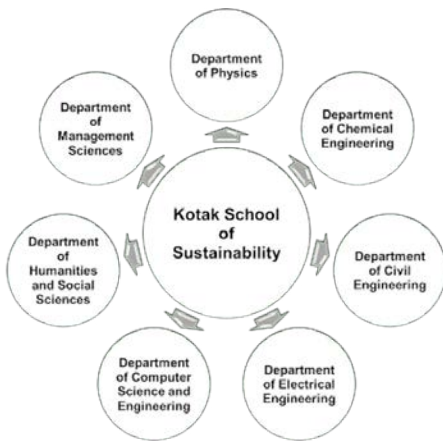 Department
of Physics
Department
of
Management
Sciences
Department
of Chemical
Engineering
Kotak School
of
Sustainability
Department
of
Humanities
and Social
Sciences
Department
of Civil
Engineering
Department
of Computer
Science and
Engineering
Department
of Electrical
Engineering